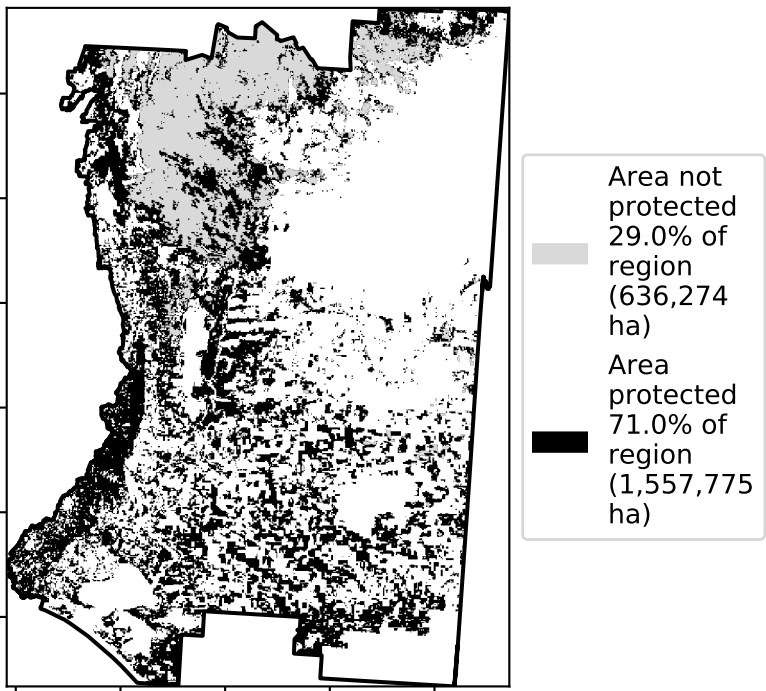 Area not
protected
29.0% of
region
(636,274
ha)
Area
protected
71.0% of
region
(1,557,775
ha)